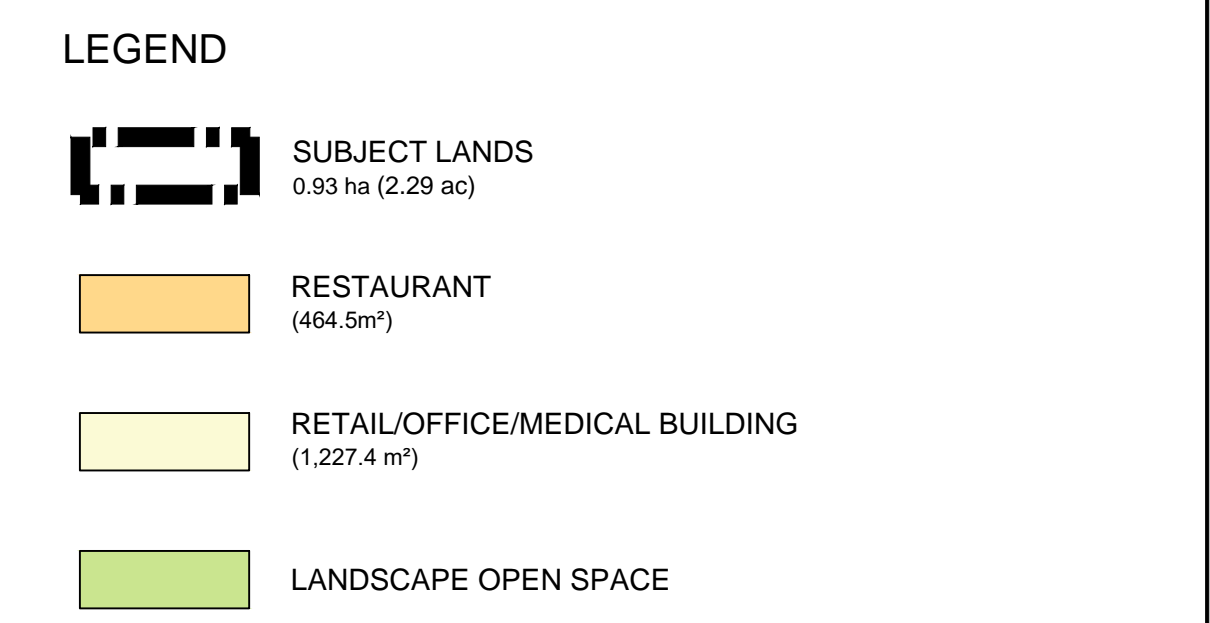 LEGEND
SUBJECT LANDS
0.93 ha (2.29 ac)
RESTAURANT
(464.5m²)
RETAIL/OFFICE/MEDICAL BUILDING
(1,227.4 m²)
LANDSCAPE OPEN SPACE